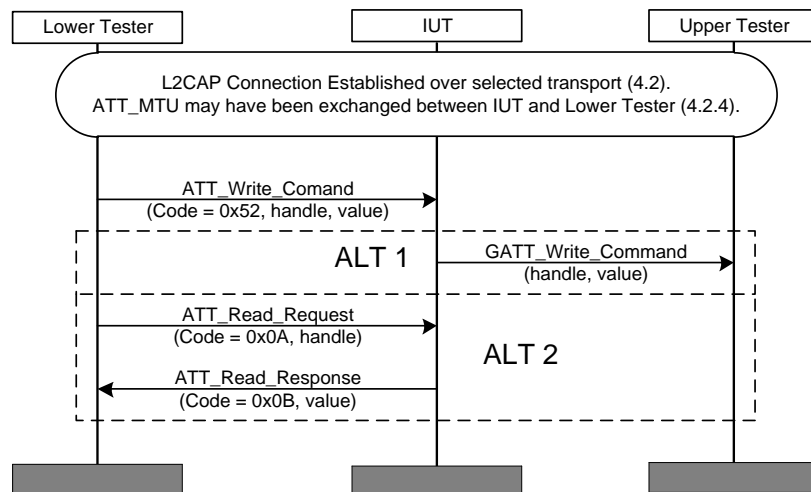 Lower Tester
IUT
Upper Tester
L2CAP Connection Established over selected transport (4.2).
ATT_MTU may have been exchanged between IUT and Lower Tester (4.2.4).
ATT_Write_Comand
(Code = 0x52, handle, value)
ALT 1
GATT_Write_Command
(handle, value)
ATT_Read_Request
(Code = 0x0A, handle)
ALT 2
ATT_Read_Response
(Code = 0x0B, value)